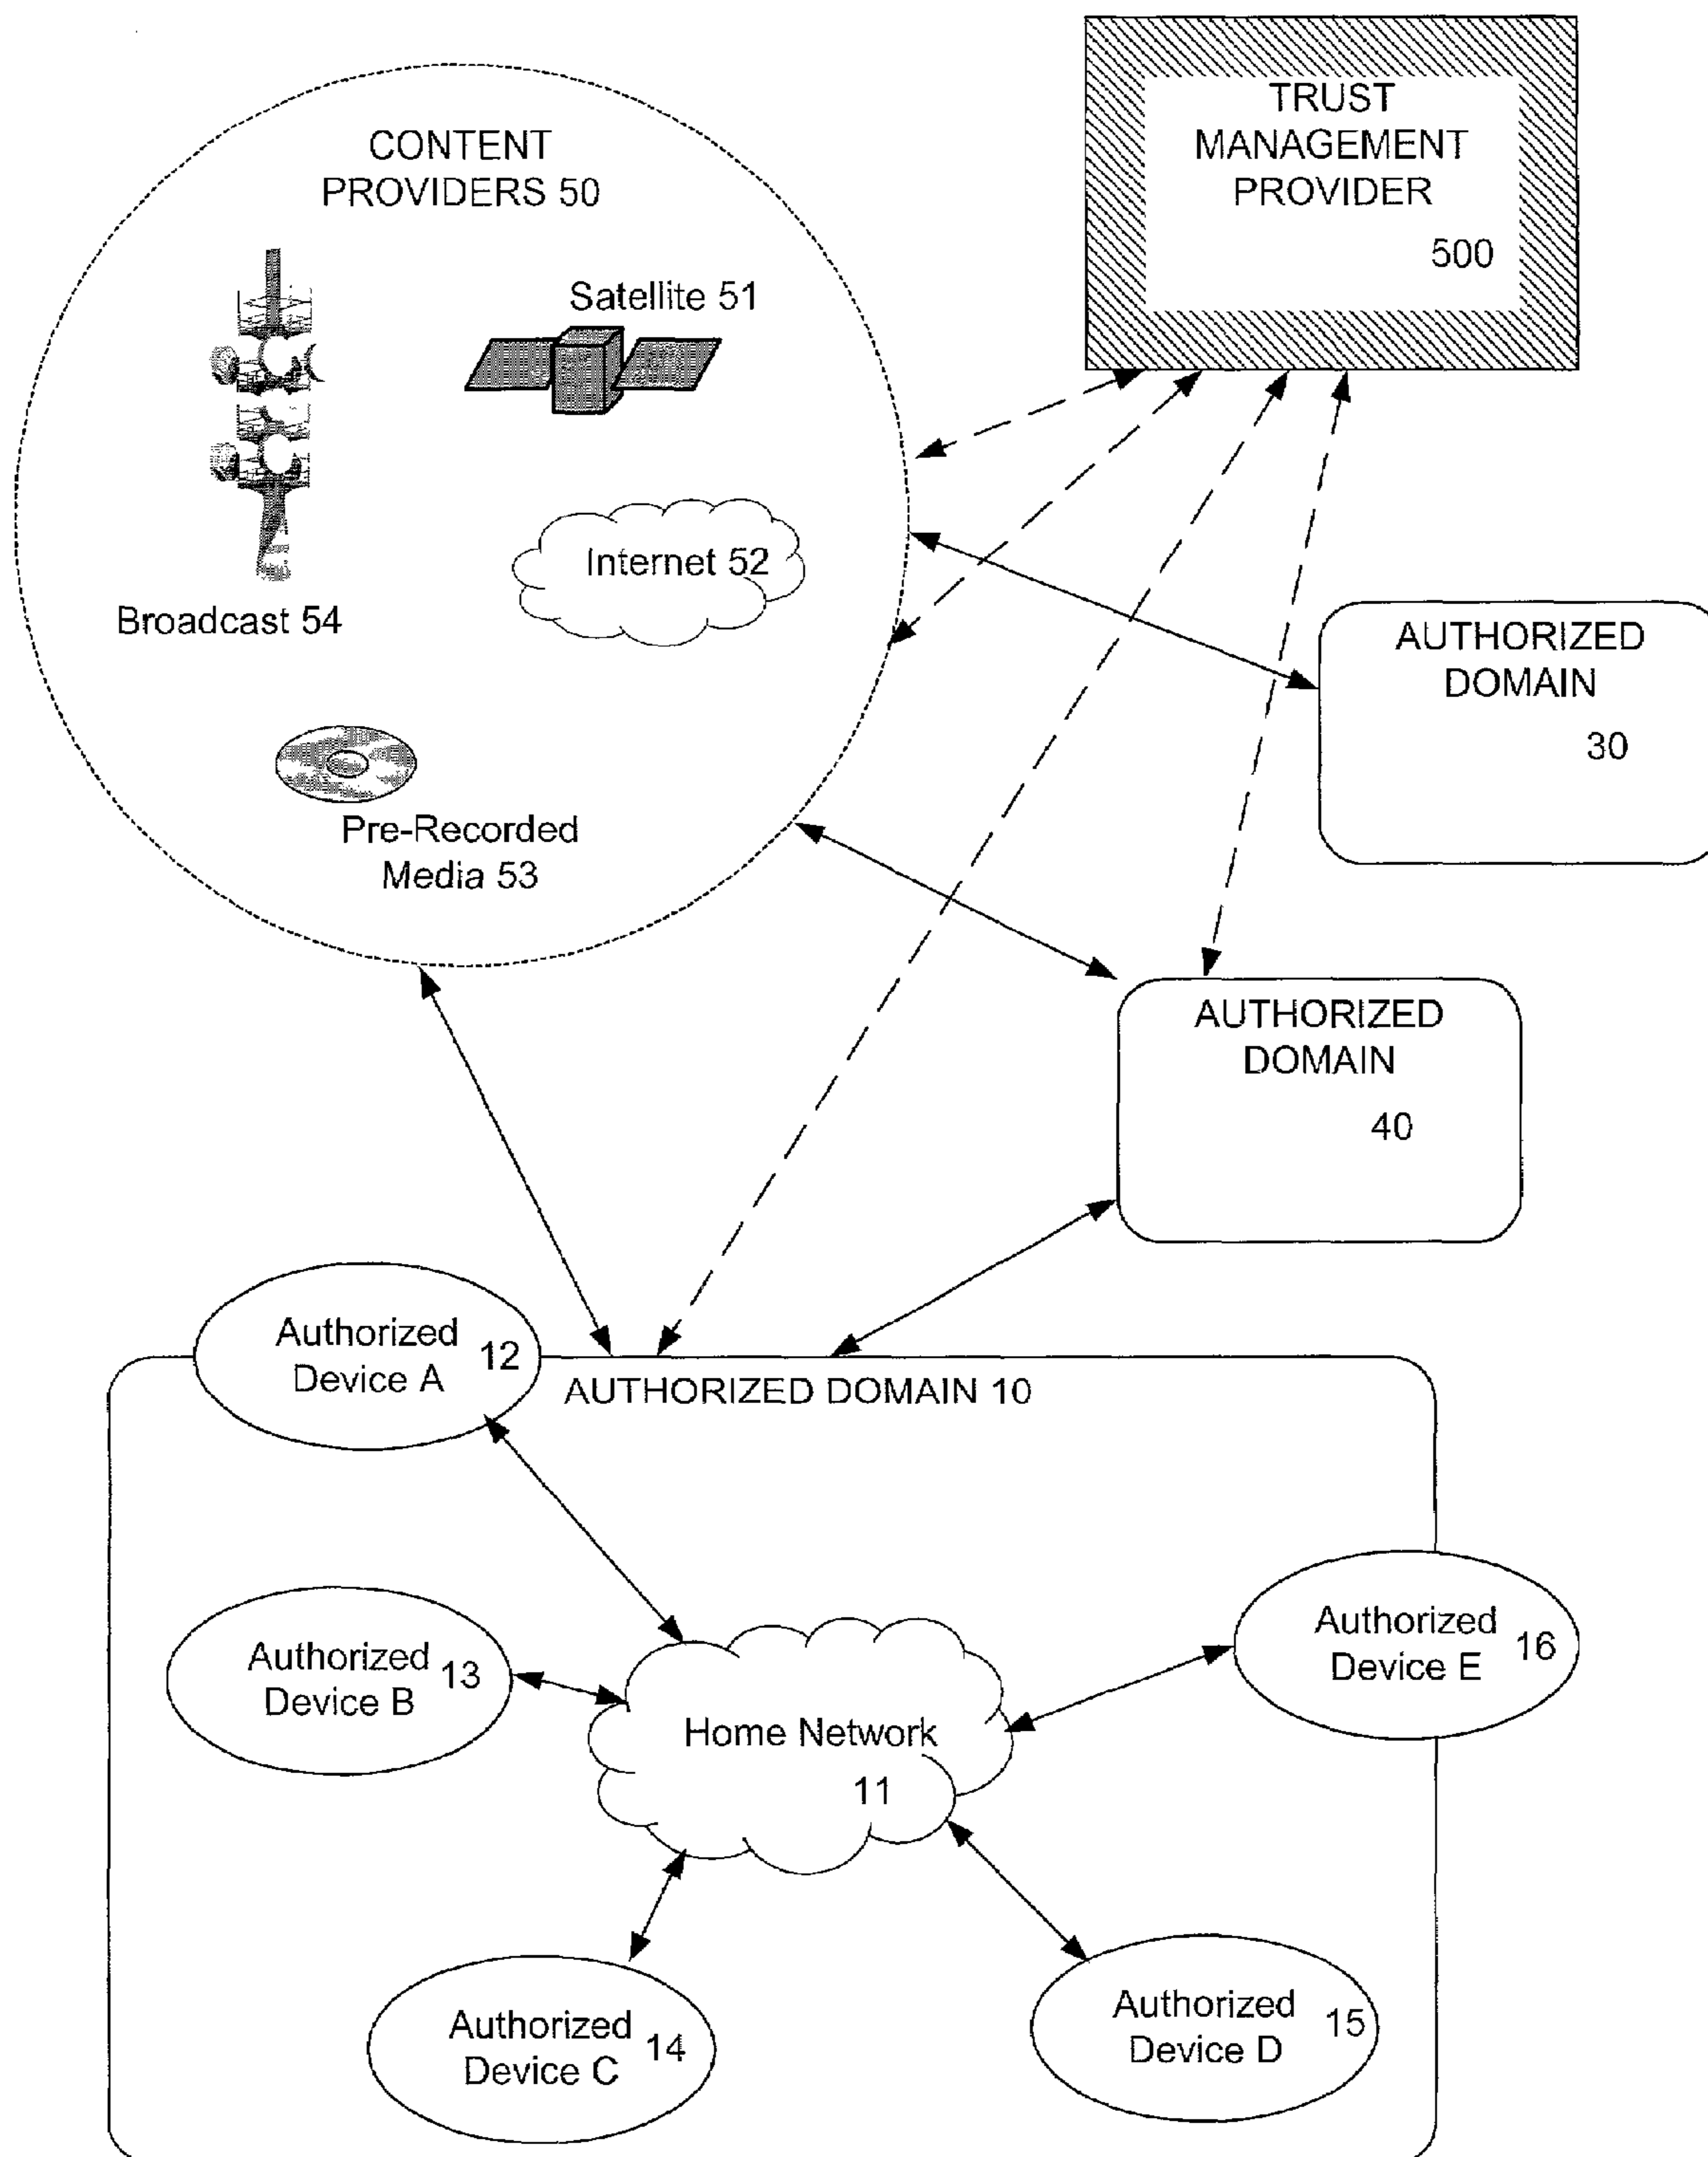 CONTENT
PROVIDERS 50
Satellite 51
Internet 52
Broadcast 54
Pre-Recorded
Media 53
TRUST
MANAGEMENT
PROVIDER
500
AUTHORIZED
DOMAIN
30
AUTHORIZED
DOMAIN
40
AUTHORIZED DOMAIN 10
Authorized
Device A
12
Authorized
Device B
13
Home Network
11
Authorized
Device E
16
Authorized
Device C
14
Authorized
Device D
15